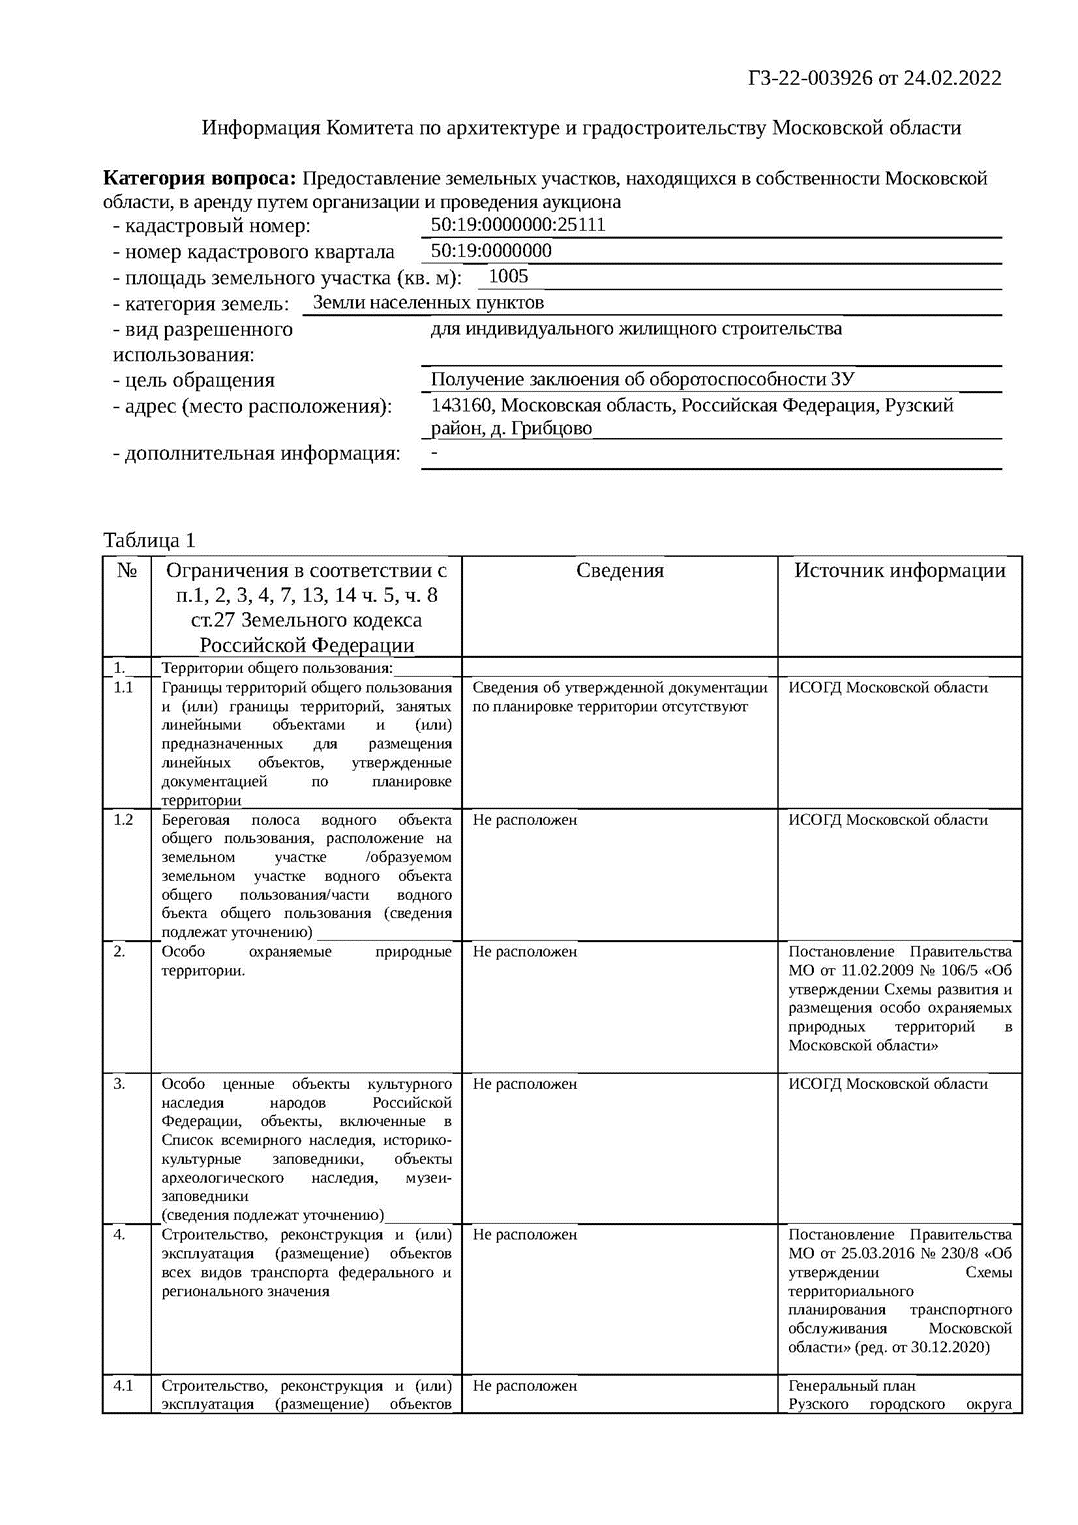 ГЗ-22-003926 от 24.02.2022
Информация Комитета по архитектуре и градостроительству Московской области
Категория вопроса: Предоставление земельных участков, находящихся в собственности Московской
области, в аренду путем организации и проведения аукциона
- кадастровый номер: 50:19:0000000:25111
- номер кадастрового квартала 50:19:0000000
- площадь земельного участка (кв. м): 1005
- категория земель: Земли населенных пунктов
- вид разрешенного для индивидуального жилищного строительства
использования:
- цель обращения Получение заклюения об оборотоспособности ЗУ
- адрес (место расположения): 143160, Московская область, Российская Федерация, Рузский
район, д. Грибцово
- дополнительная информация: -
Таблица 1
№ Ограничения в соответствии с Сведения Источник информации
п.1, 2, 3, 4, 7, 13, 14 ч. 5, ч. 8
ст.27 Земельного кодекса
Российской Федерации
1. Территории общего пользования:
1.1 Границы территорий общего пользования Сведения об утвержденной документации ИСОГД Московской области
и (или) границы территорий, занятых по планировке территории отсутствуют
линейными объектами и (или)
предназначенных для размещения
линейных объектов, утвержденные
документацией по планировке
территории
1.2 Береговая полоса водного объекта Не расположен ИСОГД Московской области
общего пользования, расположение на
земельном участке /образуемом
земельном участке водного объекта
общего пользования/части водного
бъекта общего пользования (сведения
подлежат уточнению)
2. Особо охраняемые природные Не расположен Постановление Правительства
территории. МО от 11.02.2009 № 106/5 «Об
утверждении Схемы развития и
размещения особо охраняемых
природных территорий в
Московской области»
3. Особо ценные объекты культурного Не расположен ИСОГД Московской области
наследия народов Российской
Федерации, объекты, включенные в
Список всемирного наследия, историко-
культурные заповедники, объекты
археологического наследия, музеи-
заповедники
(сведения подлежат уточнению)
4. Строительство, реконструкция и (или) Не расположен Постановление Правительства
эксплуатация (размещение) объектов МО от 25.03.2016 № 230/8 «Об
всех видов транспорта федерального и утверждении Схемы
регионального значения территориального
планирования транспортного
обслуживания Московской
области» (ред. от 30.12.2020)
4.1 Строительство, реконструкция и (или) Не расположен Генеральный план
эксплуатация (размещение) объектов Рузского городского округа